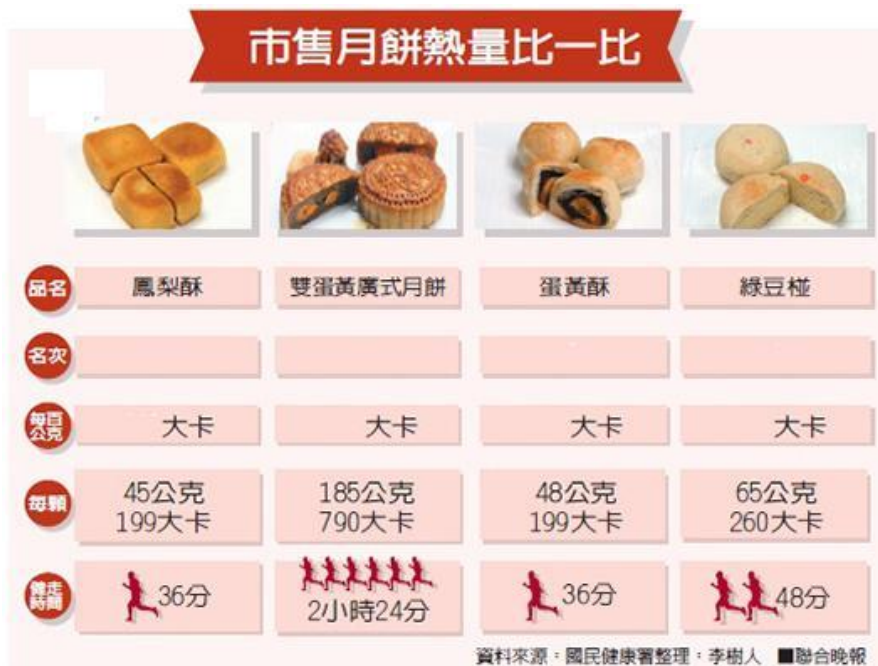 市售月餅熱量比一比
品名 鳳梨酥 雙蛋黃廣式月餅 蛋黃酥 綠豆椪
名次
每百公克 大卡 大卡 大卡 大卡
每顆 45公克 185公克 48公克 65公克
199大卡 790大卡 199大卡 260大卡
健走時間 36分 2小時24分 36分 48分
資料來源：國民健康署整理：李樹人 ■聯合晚報